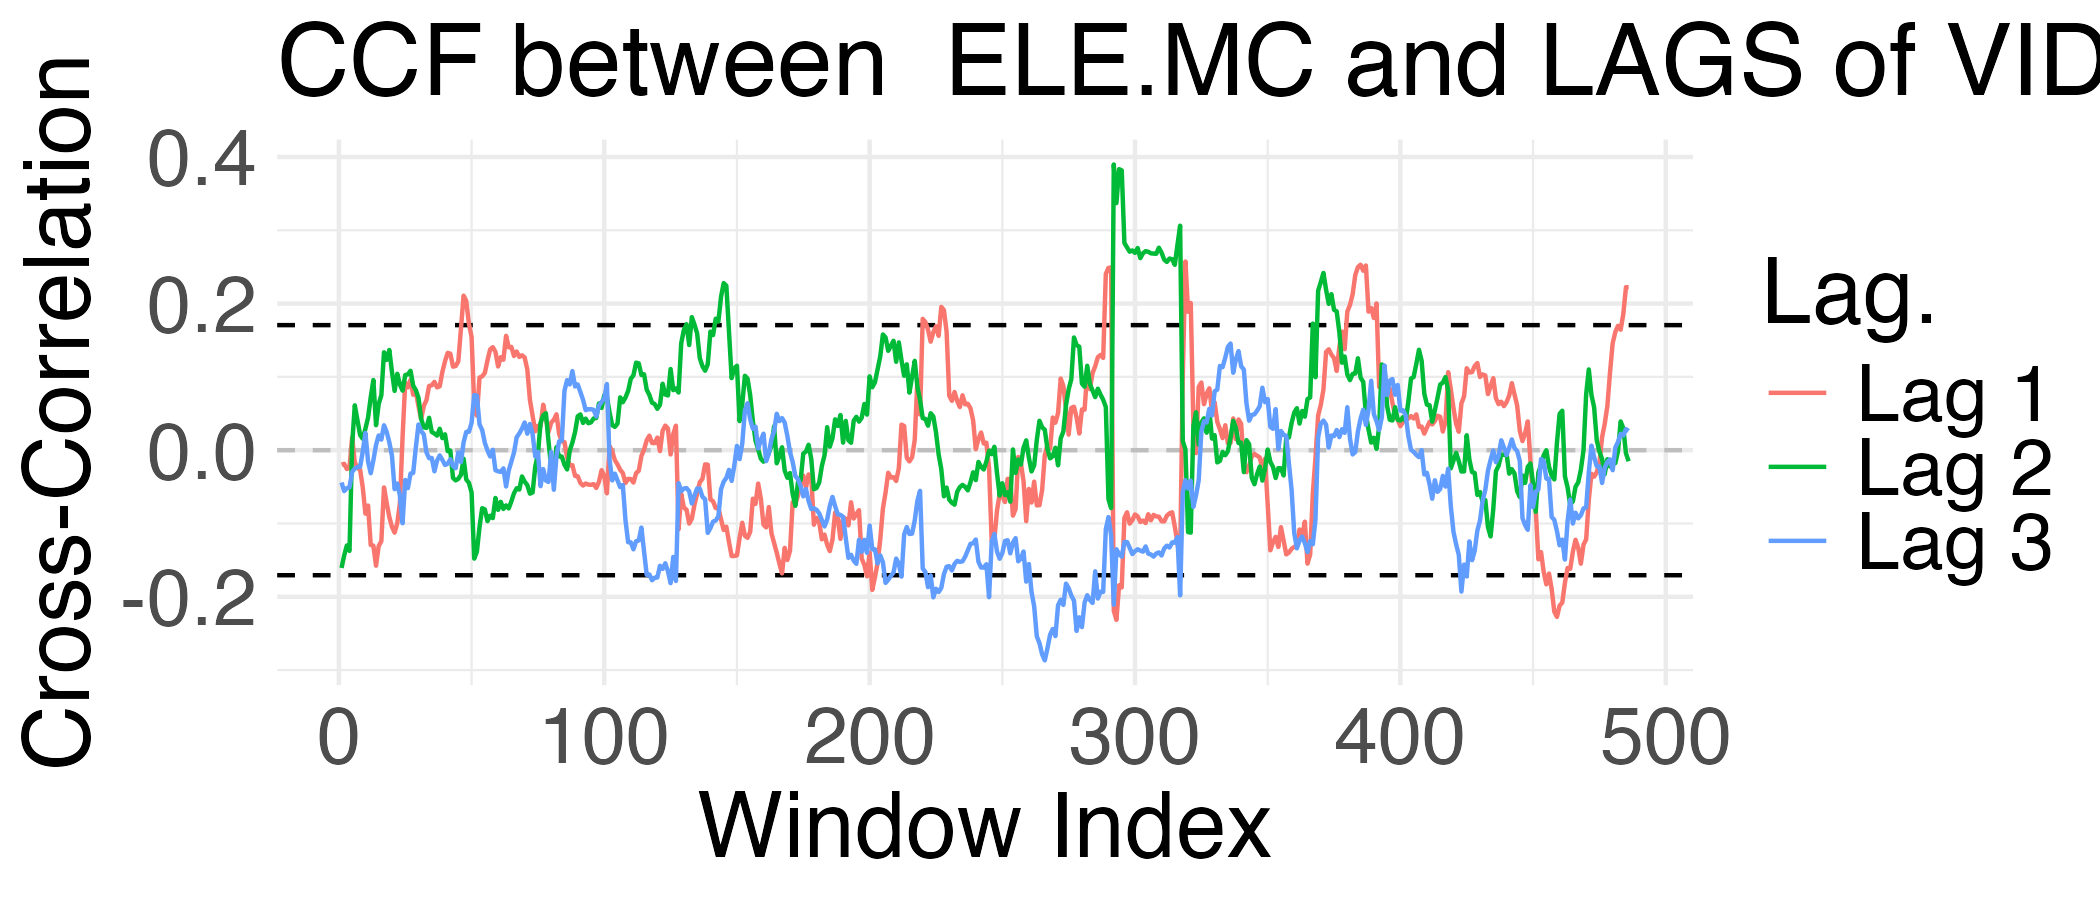 CCF between  ELE.MC and LAGS of VID
Cross-Correlation
0.4
0.2
0.0
-0.2
0 100 200 300 400 500
Window Index
Lag.
Lag 1
Lag 2
Lag 3